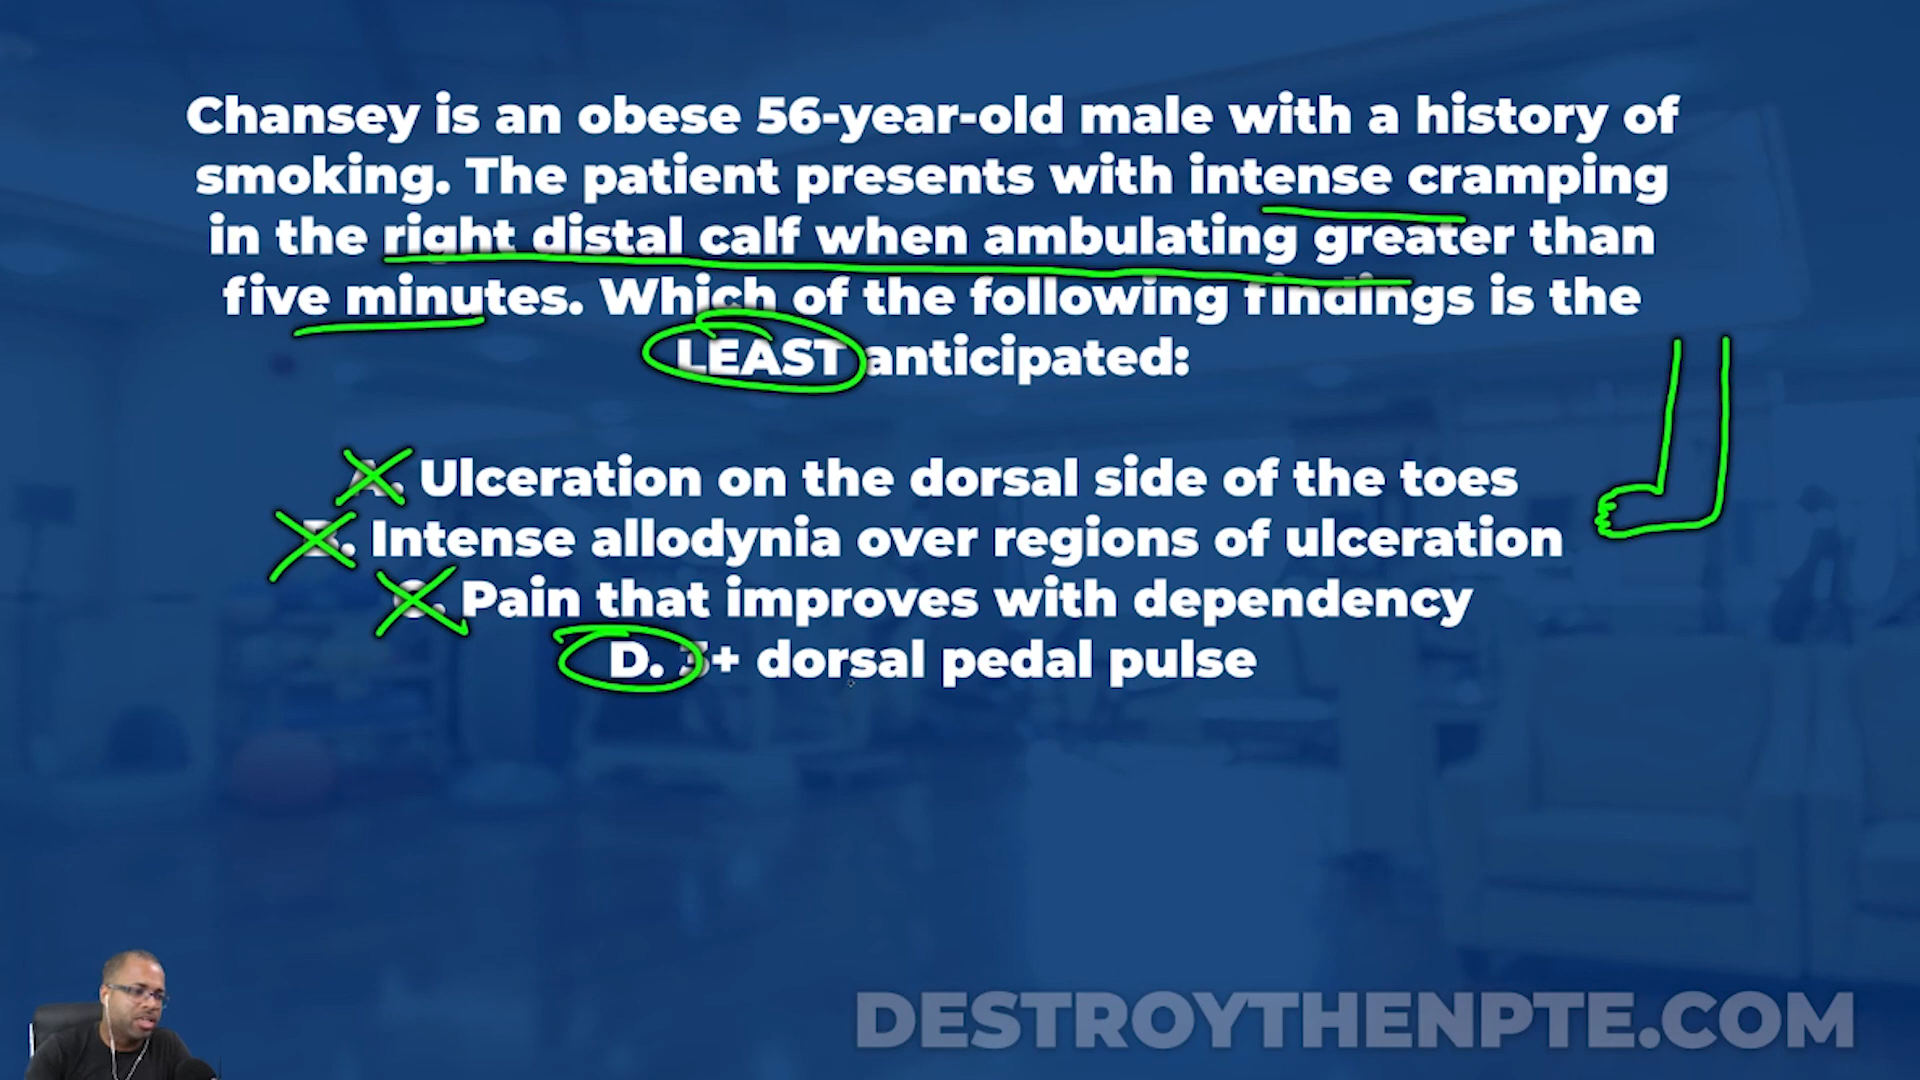 Chansey is an obese 56-year-old male with a history of
smoking. The patient presents with intense cramping
in the right distal calf when ambulating greater than
five minutes. Which of the following findings is the
LEAST anticipated:
A. Ulceration on the dorsal side of the toes
B. Intense allodynia over regions of ulceration
C. Pain that improves with dependency
D. 3+ dorsal pedal pulse
DESTROYTHENPTE.COM